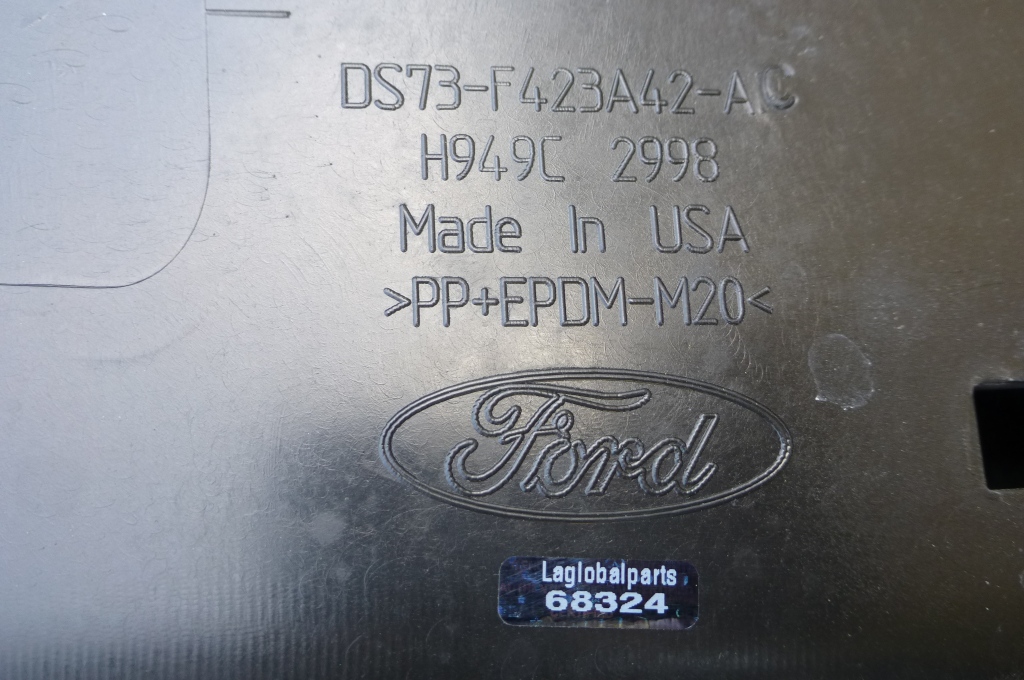 DS73-F423A42-AC
H949C 2998
Made In USA
>PP+EPDM-M20<
Ford
Laglobalparts
68324